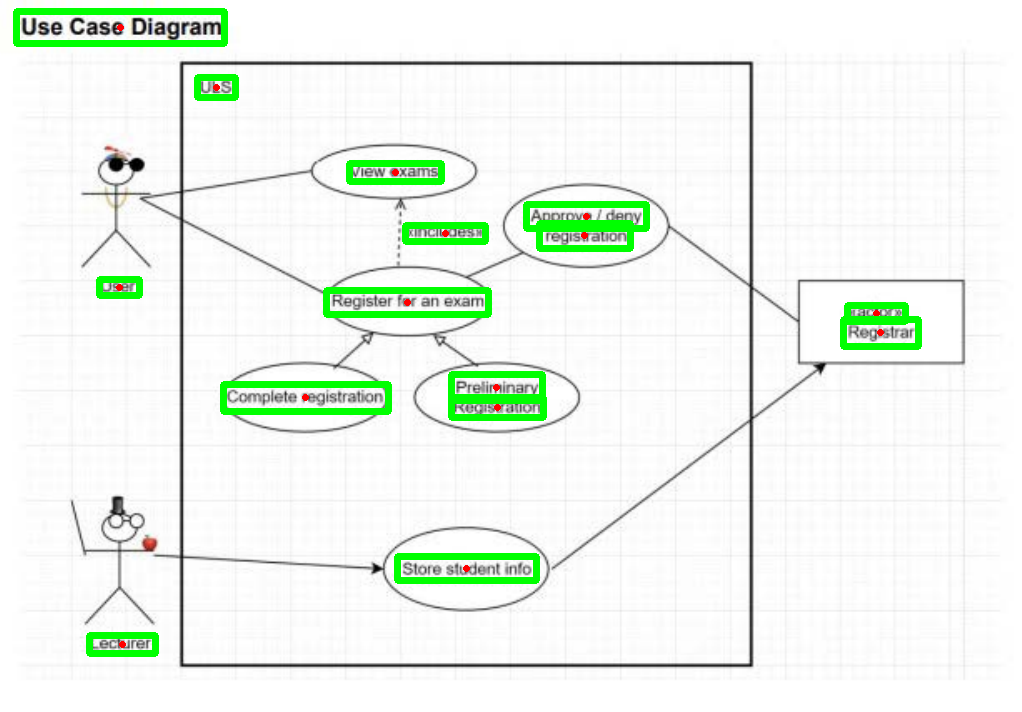 Use Case Diagram
View exams
Approve / deny
registration
«includes»
User
Register for an exam
«actor»
Registrar
Complete registration
Preliminary
Registration
Store student info
Lecturer